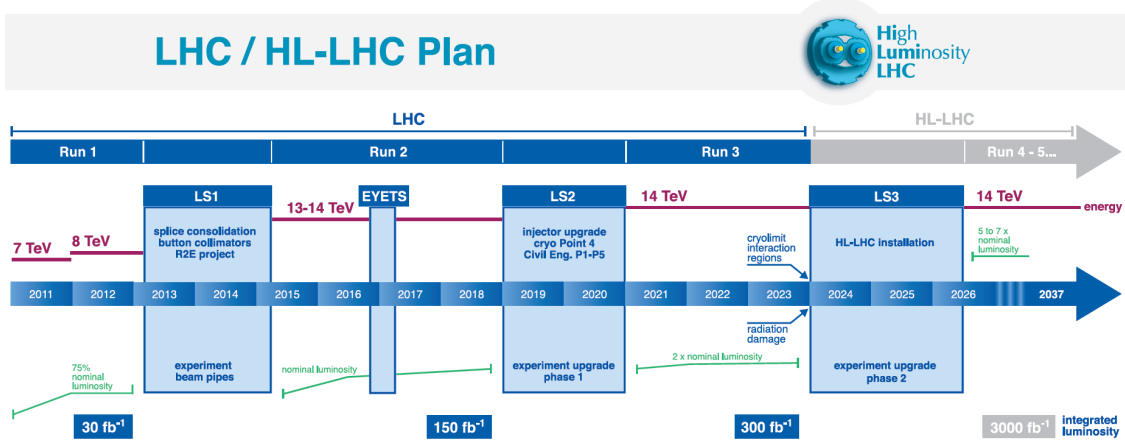 LHC / HL-LHC Plan
High
Luminosity
LHC
LHC
HL-LHC
Run 1
Run 2
Run 3
Run 4 - 5...
LS1
EYETS
LS2
LS3
13-14 TeV
14 TeV
14 TeV
energy
7 TeV
8 TeV
splice consolidation
button collimators
R2E project
injector upgrade
cryo Point 4
Civil Eng. P1-P5
cryolimit
interaction
regions
HL-LHC installation
5 to 7 x
nominal
luminosity
2011
2012
2013
2014
2015
2016
2017
2018
2019
2020
2021
2022
2023
2024
2025
2026
2037
radiation
damage
75%
nominal
luminosity
experiment
beam pipes
nominal luminosity
experiment upgrade
phase 1
2 x nominal luminosity
experiment upgrade
phase 2
30 fb⁻¹
150 fb⁻¹
300 fb⁻¹
3000 fb⁻¹
integrated
luminosity